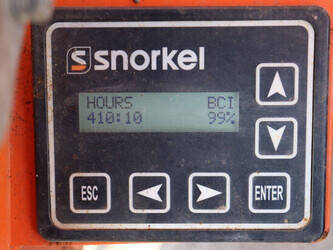 snorkel
HOURS BCI
410:10 99%
ESC ENTER